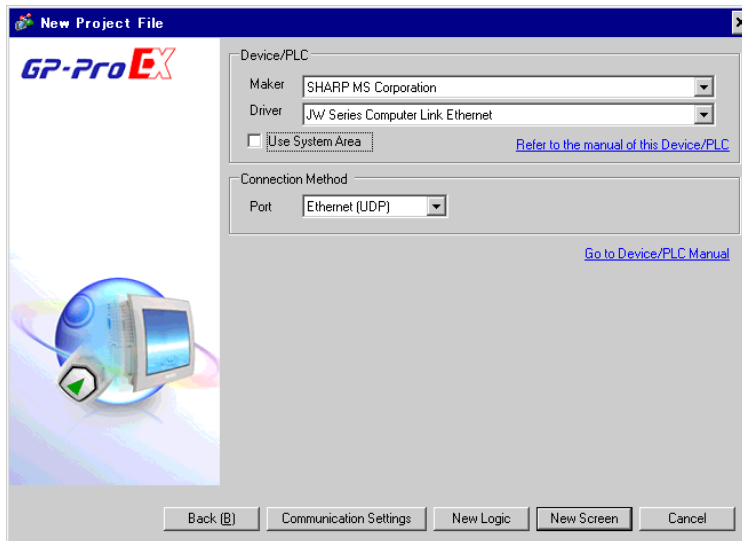 New Project File
GP-Pro EX
Device/PLC
Maker SHARP MS Corporation
Driver JW Series Computer Link Ethernet
Use System Area Refer to the manual of this Device/PLC
Connection Method
Port Ethernet (UDP)
Go to Device/PLC Manual
Back (B) Communication Settings New Logic New Screen Cancel